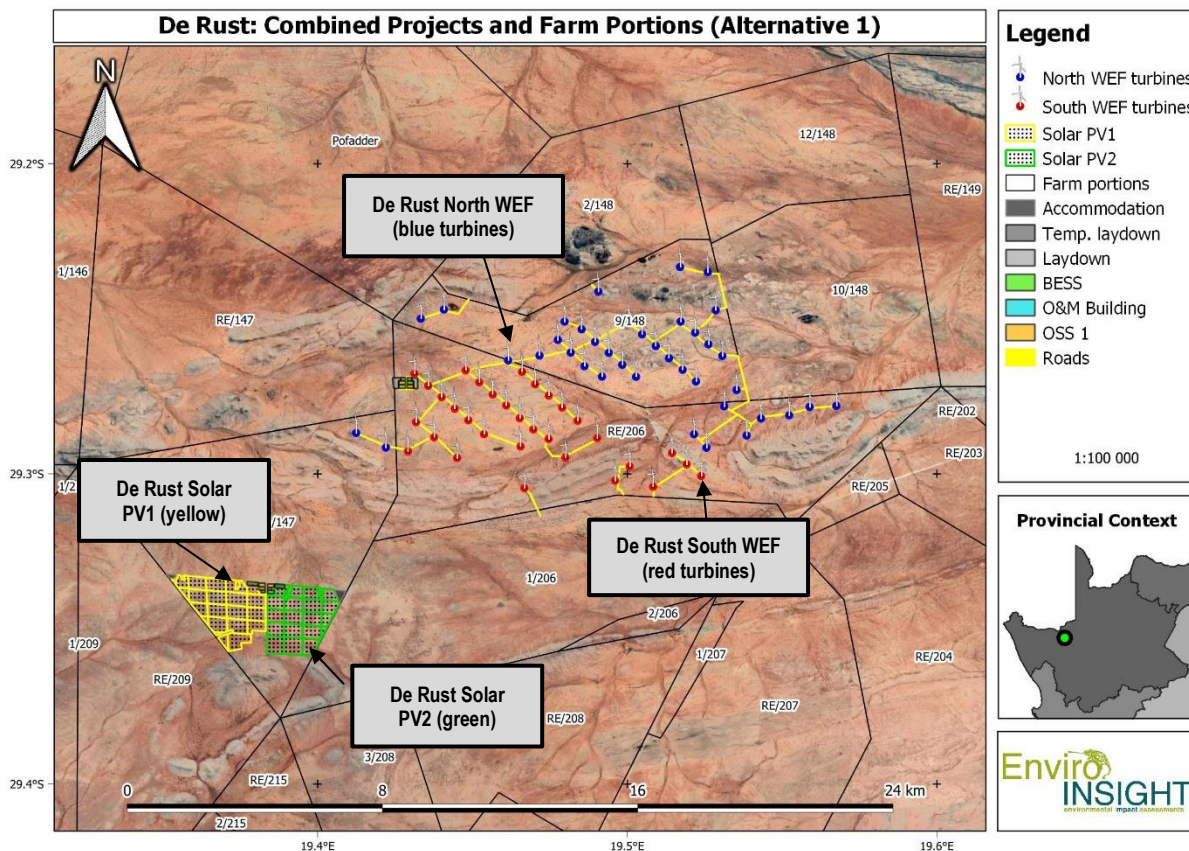 De Rust: Combined Projects and Farm Portions (Alternative 1)
N
Pofadder
29.2°S
12/148
RE/149
De Rust North WEF
(blue turbines)
2/148
1/146
10/148
RE/147
9/148
RE/202
RE/206
RE/203
29.3°S
RE/205
De Rust Solar
PV1 (yellow)
/147
De Rust South WEF
(red turbines)
1/206
2/206
1/209
1/207
RE/204
RE/209
De Rust Solar
PV2 (green)
RE/207
RE/208
3/208
RE/215
29.4°S
0
8
16
24 km
2/215
19.4°E
19.5°E
19.6°E
Legend
North WEF turbines
South WEF turbines
Solar PV1
Solar PV2
Farm portions
Accommodation
Temp. laydown
Laydown
BESS
O&M Building
OSS 1
Roads
1:100 000
Provincial Context
Enviro
INSIGHT
environmental impact assessments